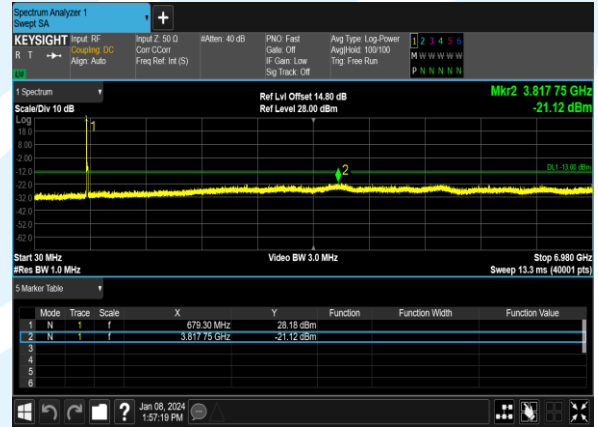 Spectrum Analyzer 1
Swept SA
+
KEYSIGHT Input: RF Input Z: 50 Ω #Atten: 40 dB PNO: Fast Avg Type: Log-Power 1 2 3 4 5 6
R T Coupling: DC Corr CCorr Gate: Off Avg|Hold: 100/100 M W W W W W
Align: Auto Freq Ref: Int (S) IF Gain: Low Trig: Free Run P N N N N N
Sig Track: Off
LV
1 Spectrum Ref Lvl Offset 14.80 dB Mkr2 3.817 75 GHz
Scale/Div 10 dB Ref Level 28.00 dBm -21.12 dBm
Log
1
18.0
8.00
-2.00
-12.0 2 DL1 -13.00 dBm
-22.0
-32.0
-42.0
-52.0
-62.0
Start 30 MHz Video BW 3.0 MHz Stop 6.980 GHz
#Res BW 1.0 MHz Sweep 13.3 ms (40001 pts)
5 Marker Table
Mode Trace Scale X Y Function Function Width Function Value
1 N 1 f 679.30 MHz 28.18 dBm
2 N 1 f 3.817 75 GHz -21.12 dBm
3
4
5
6
? Jan 08, 2024
1:57:19 PM